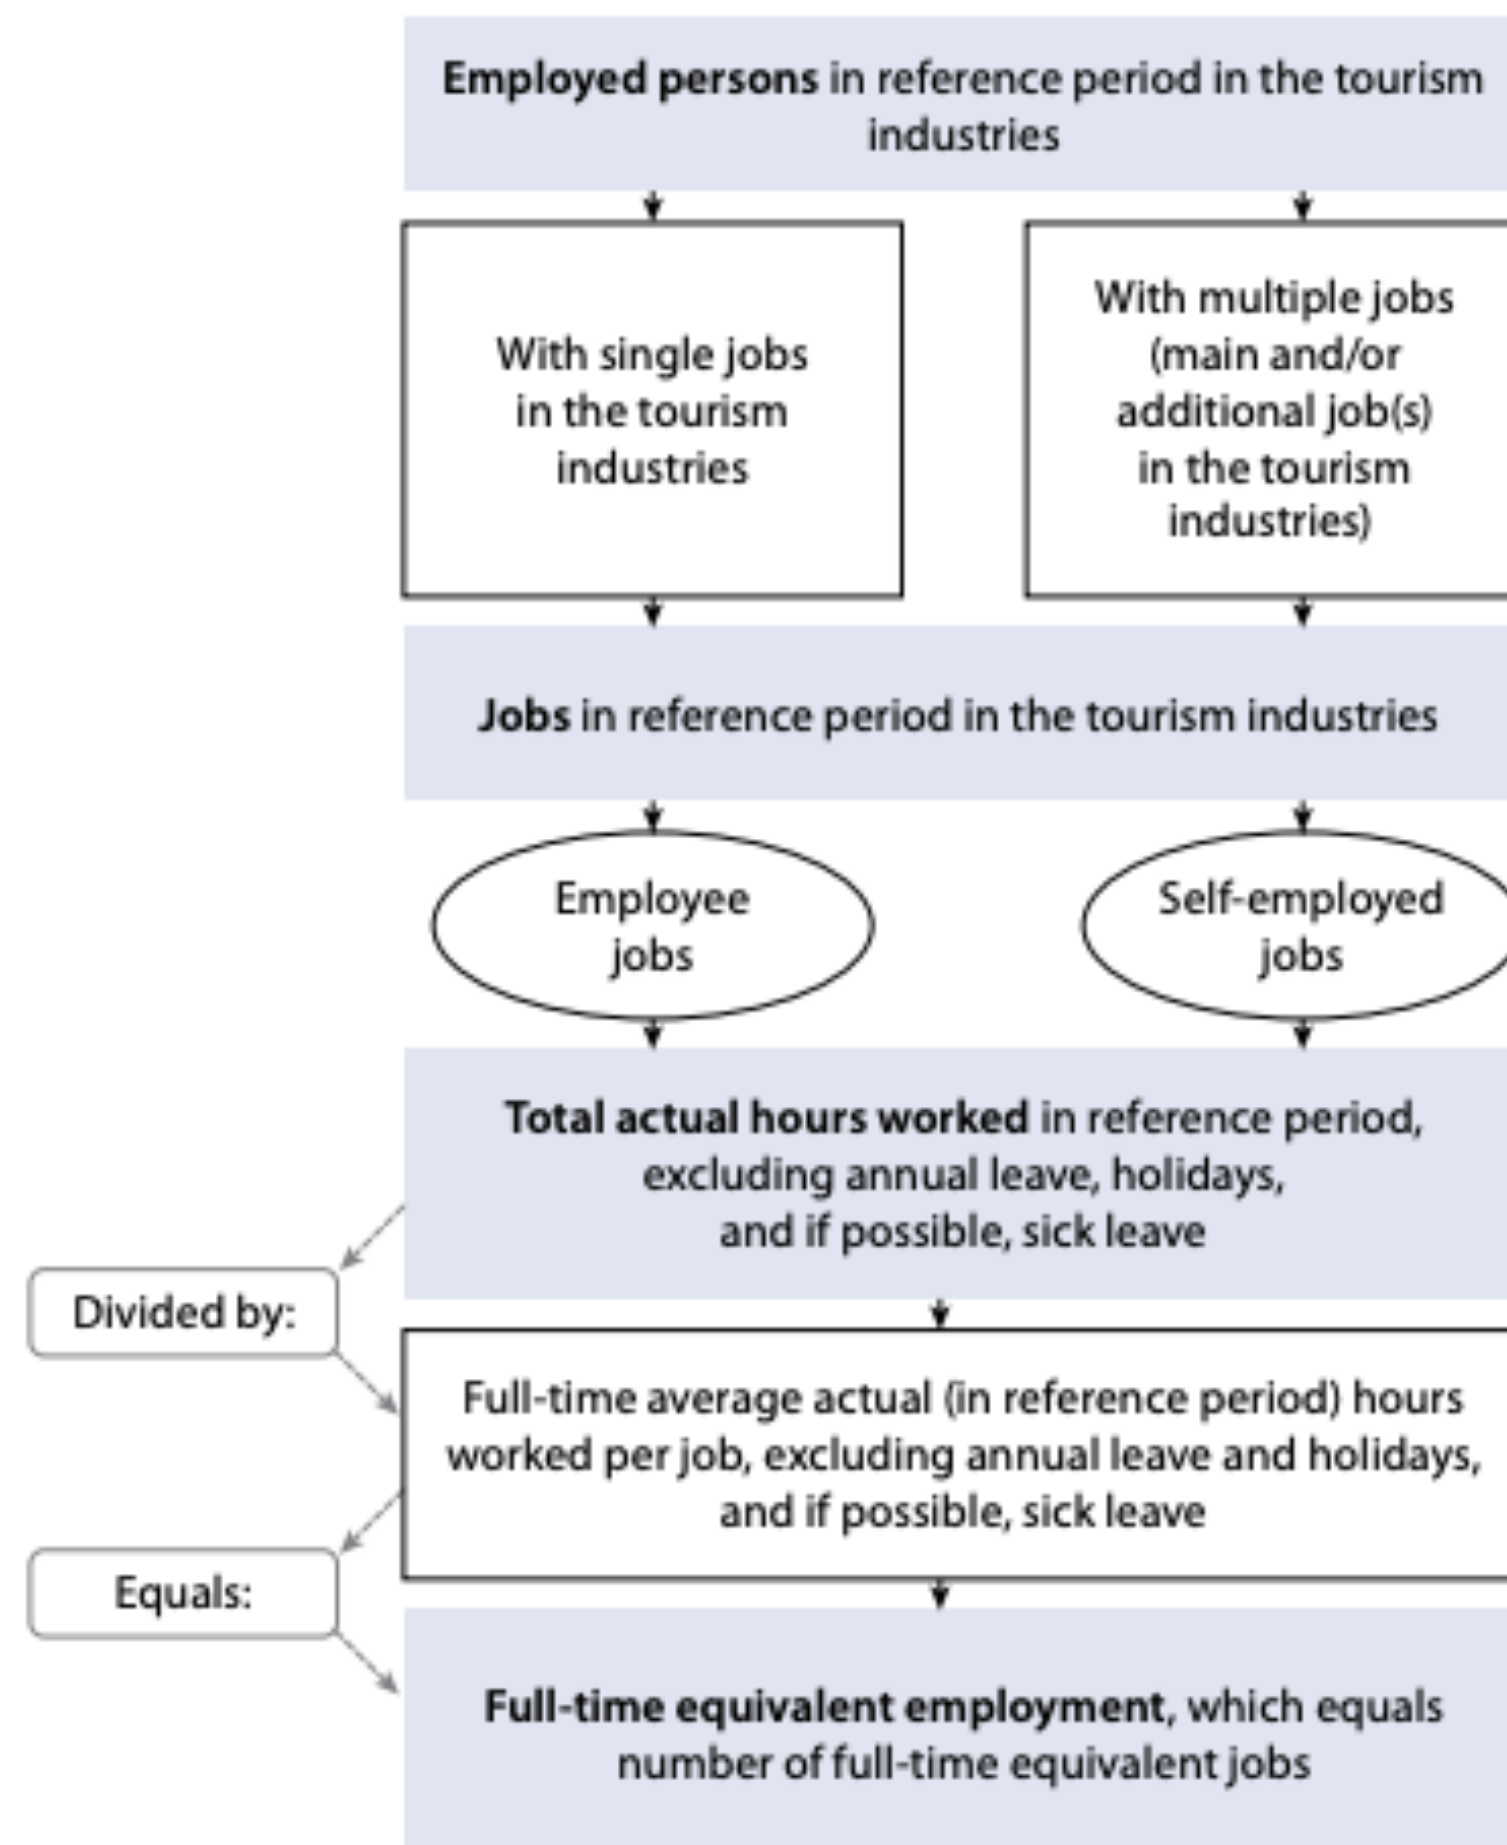 Employed persons in reference period in the tourism
industries
With single jobs
in the tourism
industries
With multiple jobs
(main and/or
additional job(s)
in the tourism
industries)
Jobs in reference period in the tourism industries
Employee
jobs
Self-employed
jobs
Total actual hours worked in reference period,
excluding annual leave, holidays,
and if possible, sick leave
Divided by:
Full-time average actual (in reference period) hours
worked per job, excluding annual leave and holidays,
and if possible, sick leave
Equals:
Full-time equivalent employment, which equals
number of full-time equivalent jobs